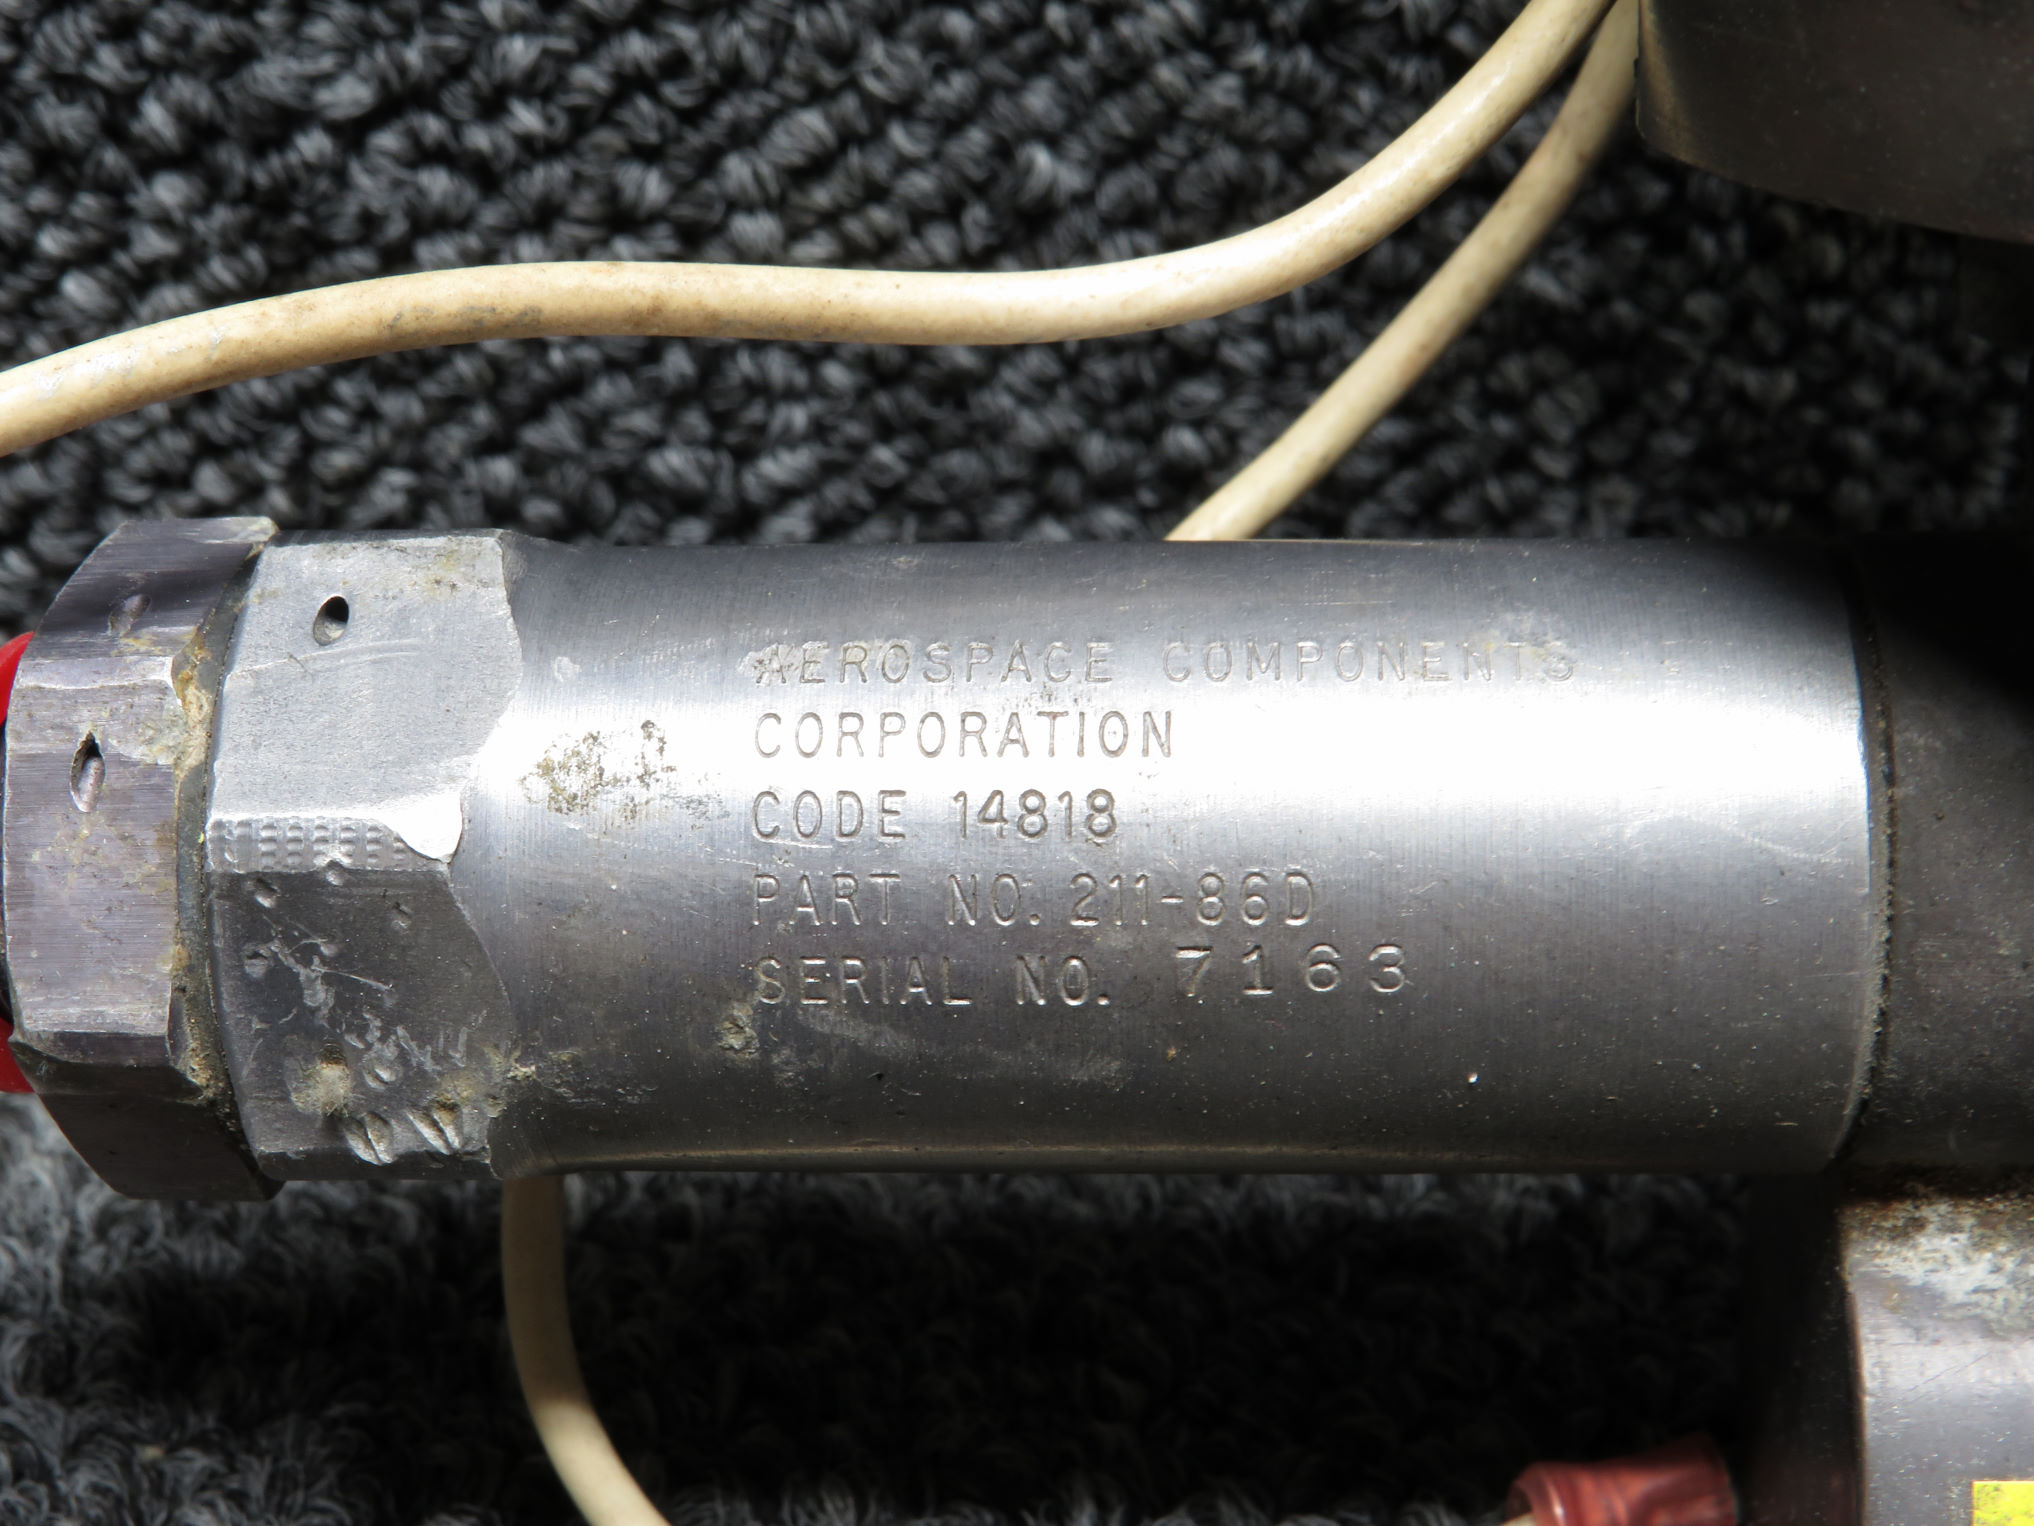 AEROSPACE COMPONENTS
CORPORATION
CODE 14818
PART NO. 211-86D
SERIAL NO. 7163